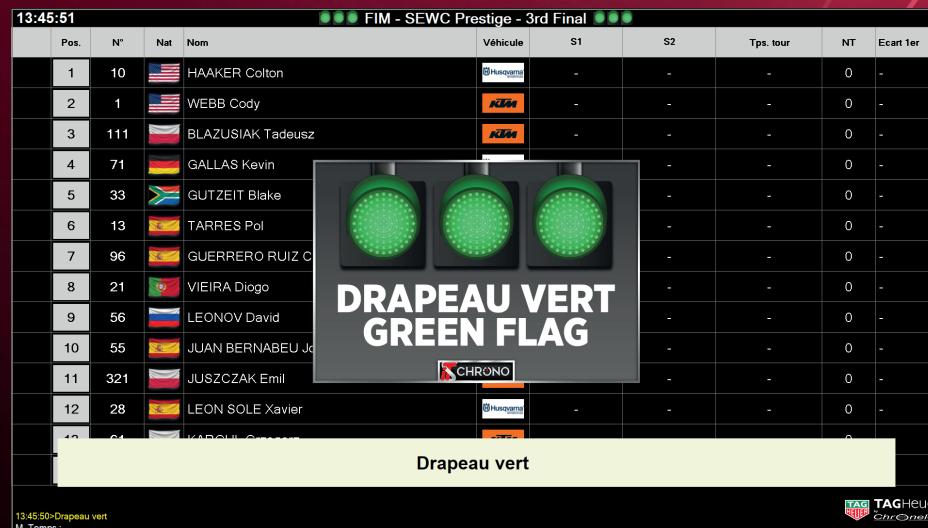 13:45:51 FIM - SEWC Prestige - 3rd Final
Pos. N° Nat Nom Véhicule S1 S2 Tps. tour NT Ecart 1er
1 10 HAAKER Colton Husqvarna - - - 0 -
2 1 WEBB Cody KTM - - - 0 -
3 111 BLAZUSIAK Tadeusz KTM - - - 0 -
4 71 GALLAS Kevin - - 0 -
5 33 GUTZEIT Blake - - 0 -
6 13 TARRES Pol - - 0 -
7 96 GUERRERO RUIZ - - 0 -
8 21 VIEIRA Diogo - - 0 -
9 56 LEONOV David - - 0 -
10 55 JUAN BERNABEU - - 0 -
11 321 JUSZCZAK Emil - - 0 -
12 28 LEON SOLE Xavier Husqvarna - - - 0 -
DRAPEAU VERT
GREEN FLAG
CHRONO
Drapeau vert
13:45:50>Drapeau vert
M. Temps :
TAG HEUER TAGHeu
by Chronel